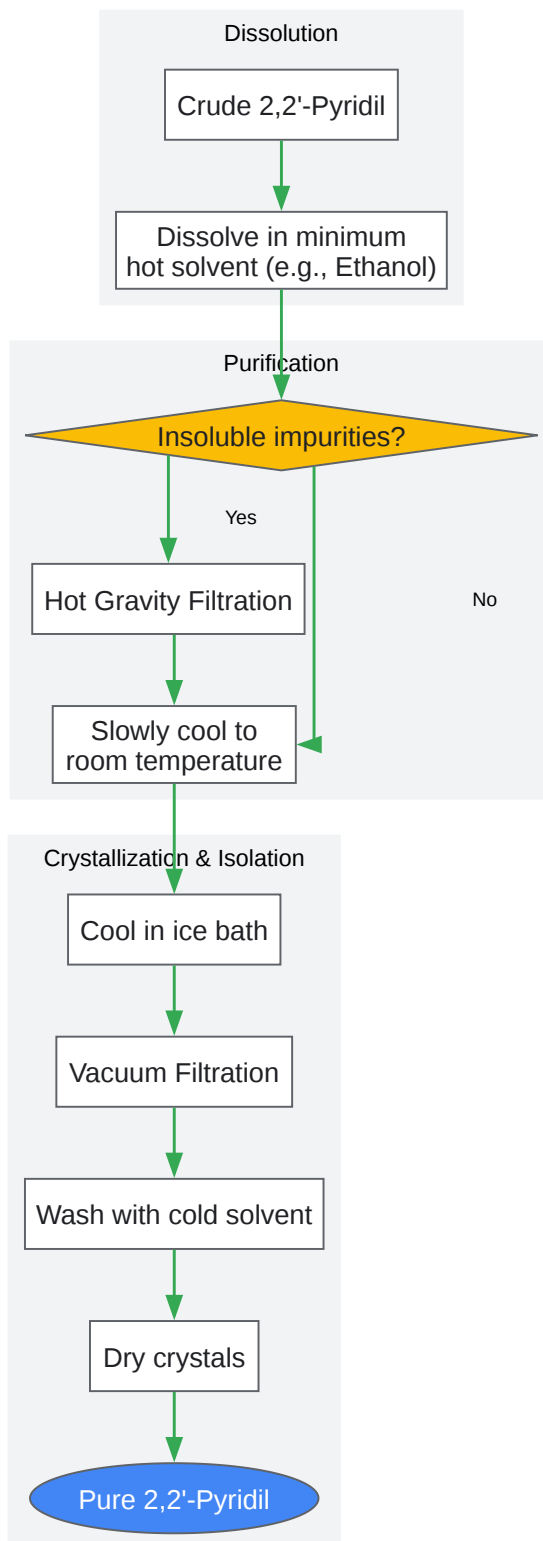 Dissolution
Crude 2,2'-Pyridil
Dissolve in minimum
hot solvent (e.g., Ethanol)
Purification
Insoluble impurities?
Yes
Hot Gravity Filtration
No
Slowly cool to
room temperature
Crystallization & Isolation
Cool in ice bath
Vacuum Filtration
Wash with cold solvent
Dry crystals
Pure 2,2'-Pyridil